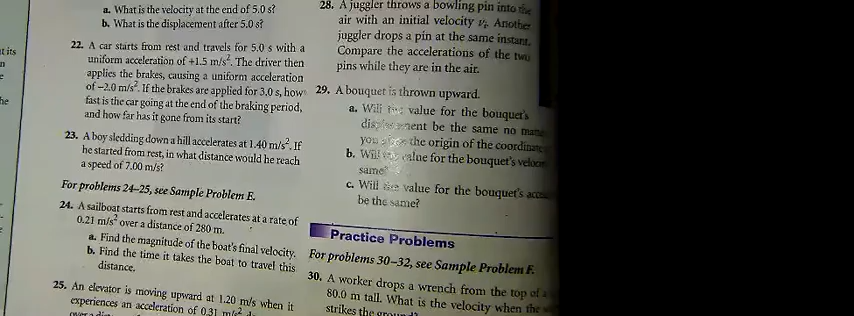 t its
n
e
he
a. What is the velocity at the end of 5.0 s?
b. What is the displacement after 5.0 s?
22. A car starts from rest and travels for 5.0 s with a
uniform acceleration of +1.5 m/s². The driver then
applies the brakes, causing a uniform acceleration
of –2.0 m/s². If the brakes are applied for 3.0 s, how
fast is the car going at the end of the braking period,
and how far has it gone from its start?
23. A boy sledding down a hill accelerates at 1.40 m/s². If
he started from rest, in what distance would he reach
a speed of 7.00 m/s?
For problems 24–25, see Sample Problem E.
24. A sailboat starts from rest and accelerates at a rate of
0.21 m/s² over a distance of 280 m.
a. Find the magnitude of the boat's final velocity.
b. Find the time it takes the boat to travel this
distance.
25. An elevator is moving upward at 1.20 m/s when it
experiences an acceleration of 0.31 m/s²
over a
28. A juggler throws a bowling pin into the
air with an initial velocity vi. Another
juggler drops a pin at the same instant.
Compare the accelerations of the two
pins while they are in the air.
29. A bouquet is thrown upward.
a. Will the value for the bouquet's
displacement be the same no
you the origin of the coordinate
b. Will value for the bouquet's
same?
c. Will the value for the bouquet's
be the same?
Practice Problems
For problems 30–32, see Sample Problem F.
30. A worker drops a wrench from the top of a
80.0 m tall. What is the velocity when the
strikes the ground?